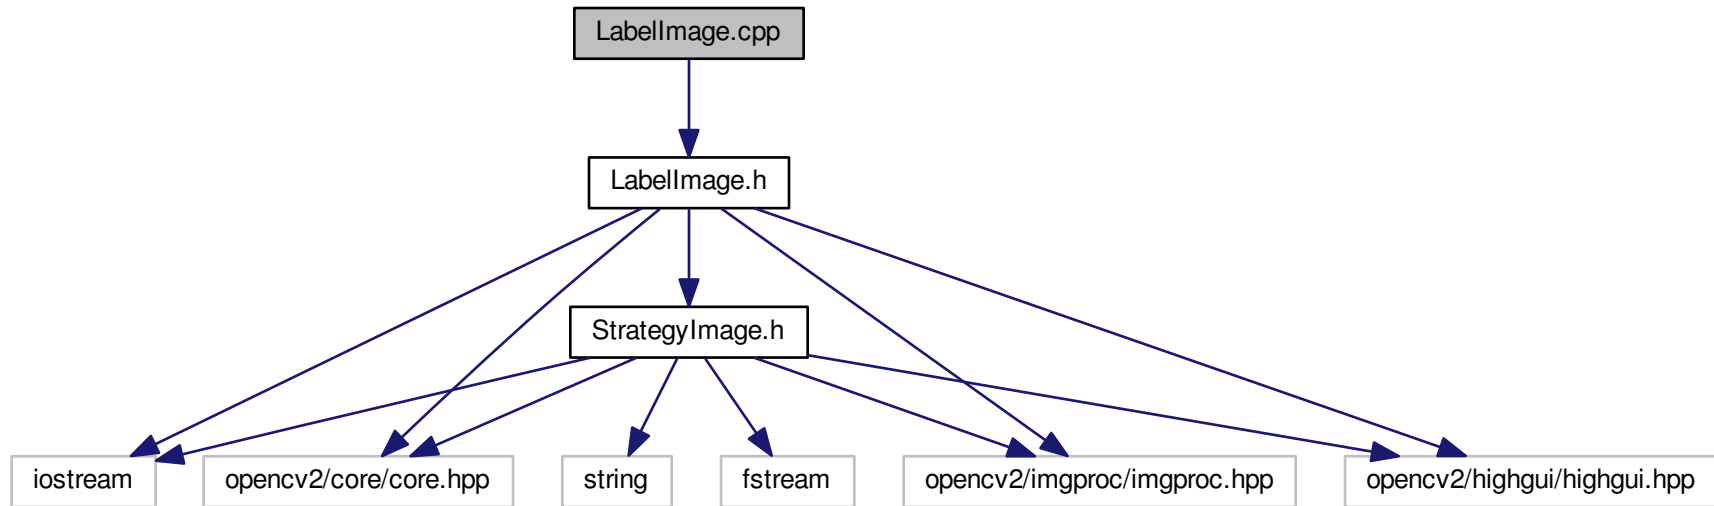 LabelImage.cpp
LabelImage.h
StrategyImage.h
iostream
opencv2/core/core.hpp
string
fstream
opencv2/imgproc/imgproc.hpp
opencv2/highgui/highgui.hpp